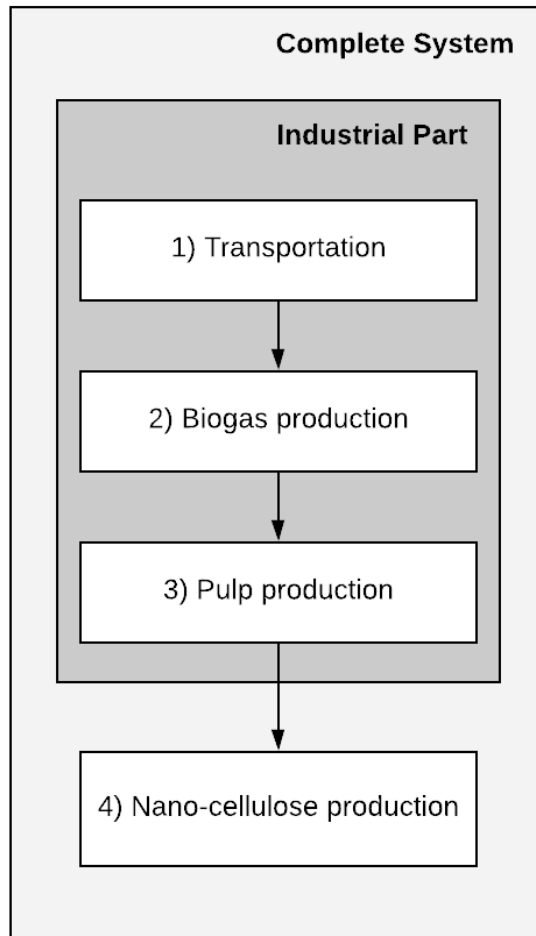 Complete System
Industrial Part
1) Transportation
2) Biogas production
3) Pulp production
4) Nano-cellulose production